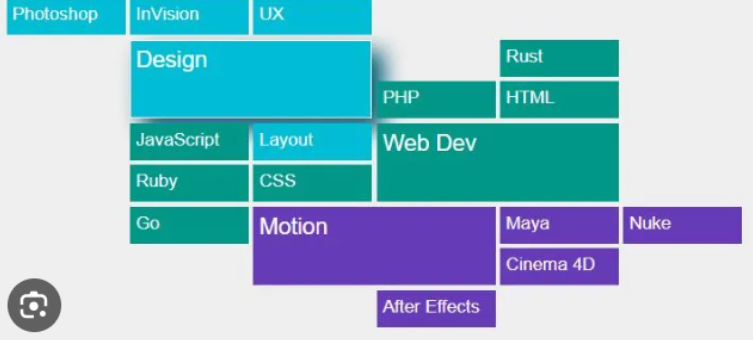 Photoshop
InVision
UX
Design
Rust
PHP
HTML
JavaScript
Layout
Web Dev
Ruby
CSS
Go
Motion
Maya
Nuke
Cinema 4D
After Effects